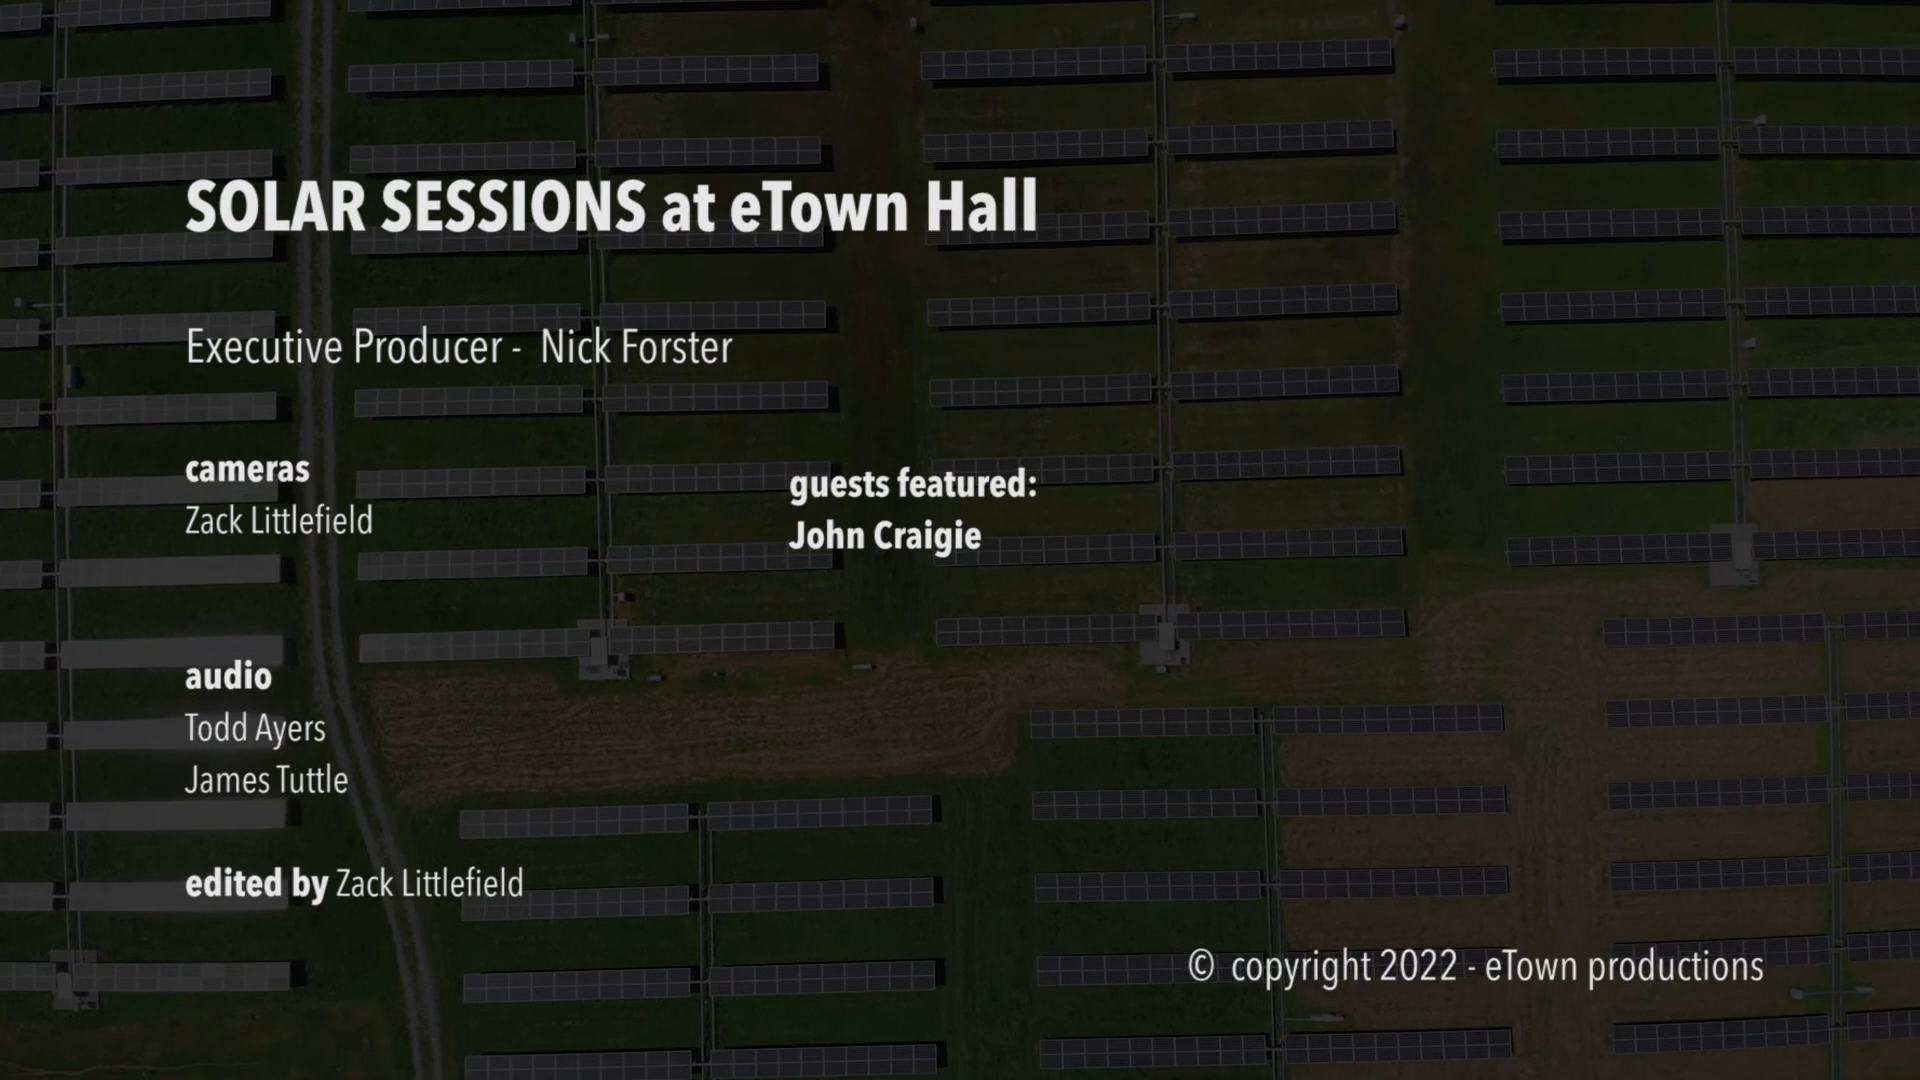 SOLAR SESSIONS at eTown Hall
Executive Producer - Nick Forster
cameras
Zack Littlefield
guests featured:
John Craigie
audio
Todd Ayers
James Tuttle
edited by Zack Littlefield
© copyright 2022 - eTown productions